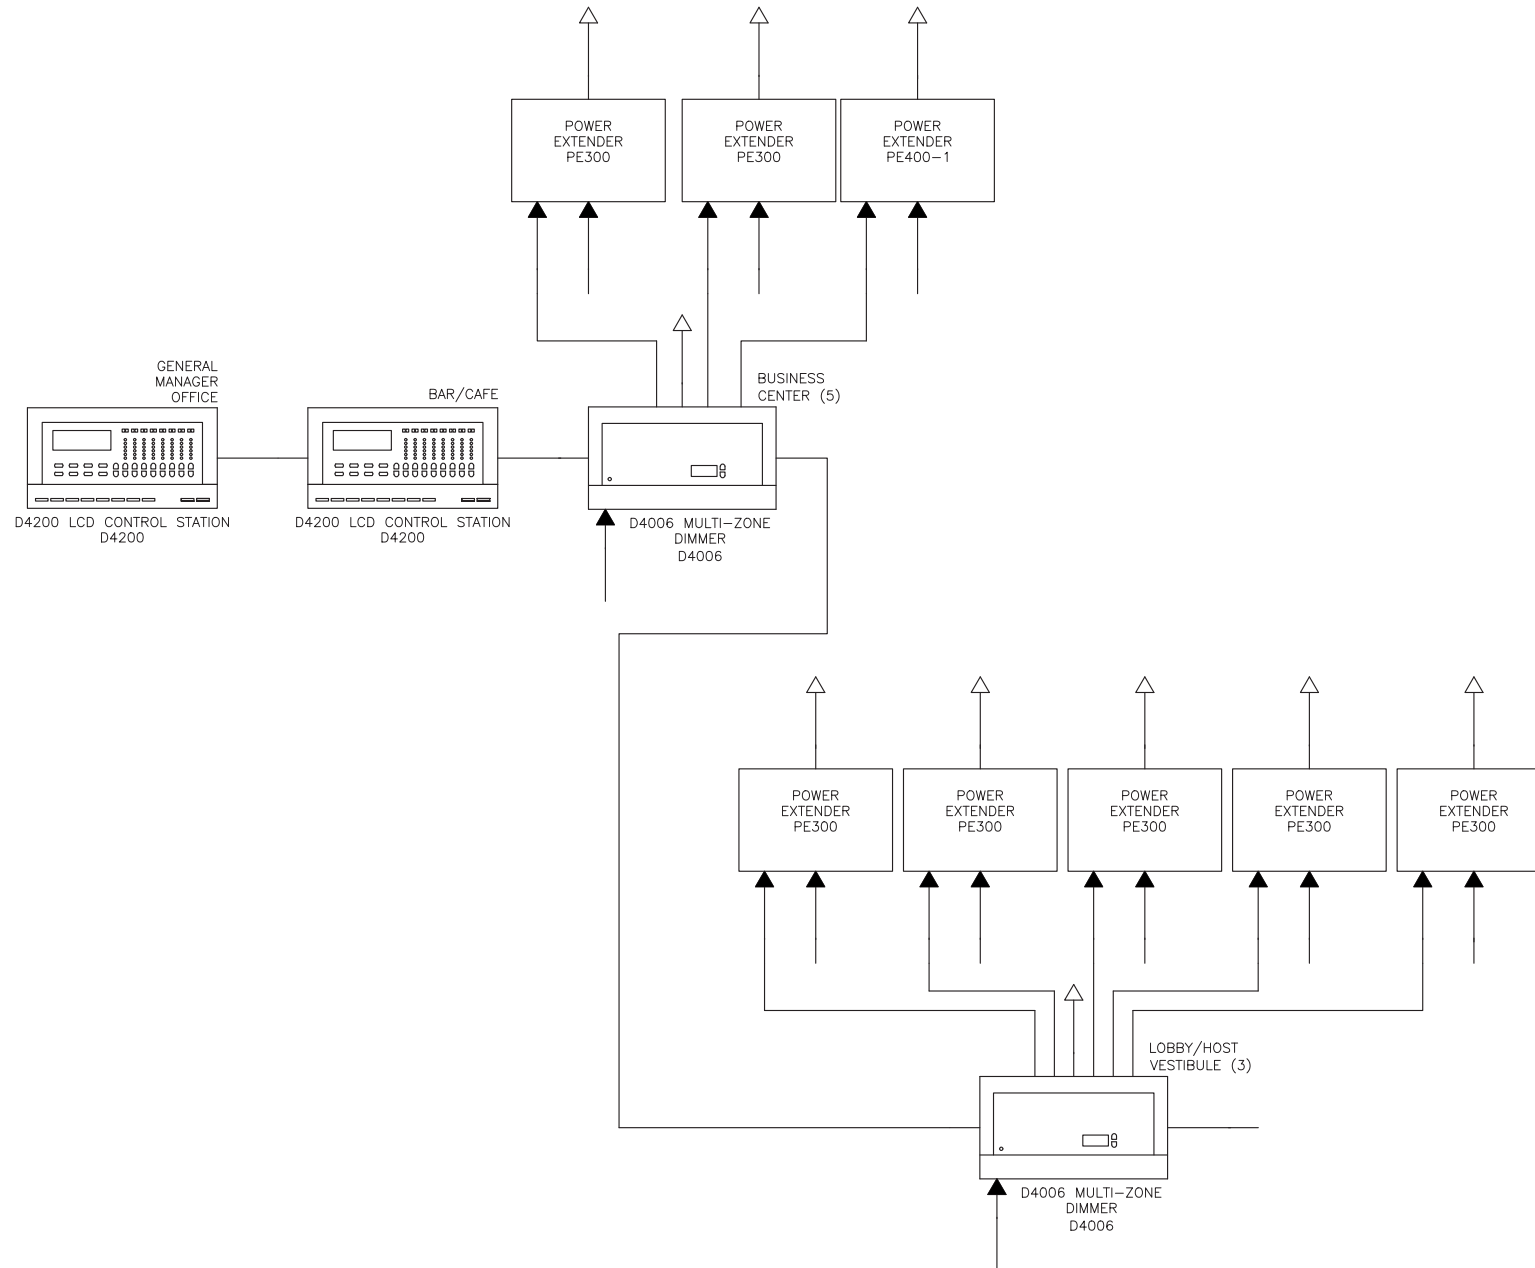 POWER
EXTENDER
PE300
POWER
EXTENDER
PE300
POWER
EXTENDER
PE400-1
GENERAL
MANAGER
OFFICE
BAR/CAFE
BUSINESS
CENTER (5)
D4200 LCD CONTROL STATION
D4200
D4200 LCD CONTROL STATION
D4200
D4006 MULTI-ZONE
DIMMER
D4006
POWER
EXTENDER
PE300
POWER
EXTENDER
PE300
POWER
EXTENDER
PE300
POWER
EXTENDER
PE300
POWER
EXTENDER
PE300
LOBBY/HOST
VESTIBULE (3)
D4006 MULTI-ZONE
DIMMER
D4006